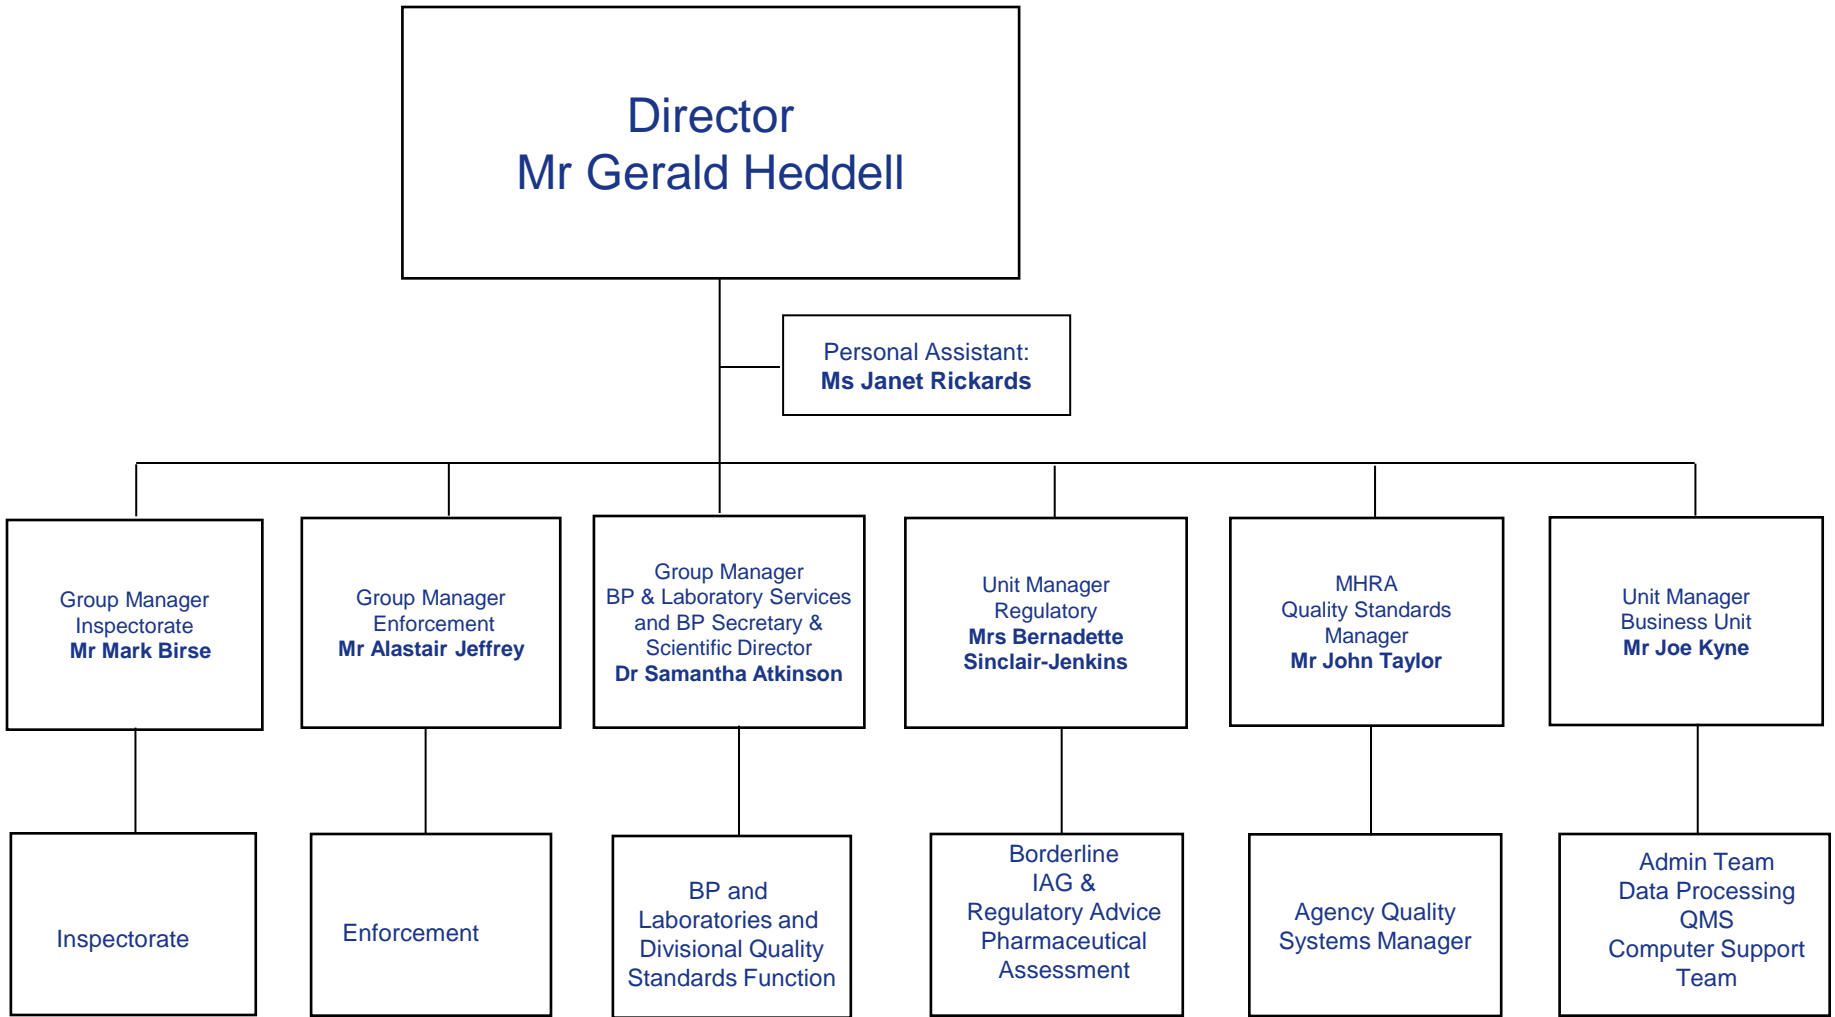 Director
Mr Gerald Heddell
Personal Assistant:
Ms Janet Rickards
Group Manager
Inspectorate
Mr Mark Birse
Group Manager
Enforcement
Mr Alastair Jeffrey
Group Manager
BP & Laboratory Services
and BP Secretary &
Scientific Director
Dr Samantha Atkinson
Unit Manager
Regulatory
Mrs Bernadette
Sinclair-Jenkins
MHRA
Quality Standards
Manager
Mr John Taylor
Unit Manager
Business Unit
Mr Joe Kyne
Inspectorate
Enforcement
BP and
Laboratories and
Divisional Quality
Standards Function
Borderline
IAG &
Regulatory Advice
Pharmaceutical
Assessment
Agency Quality
Systems Manager
Admin Team
Data Processing
QMS
Computer Support
Team